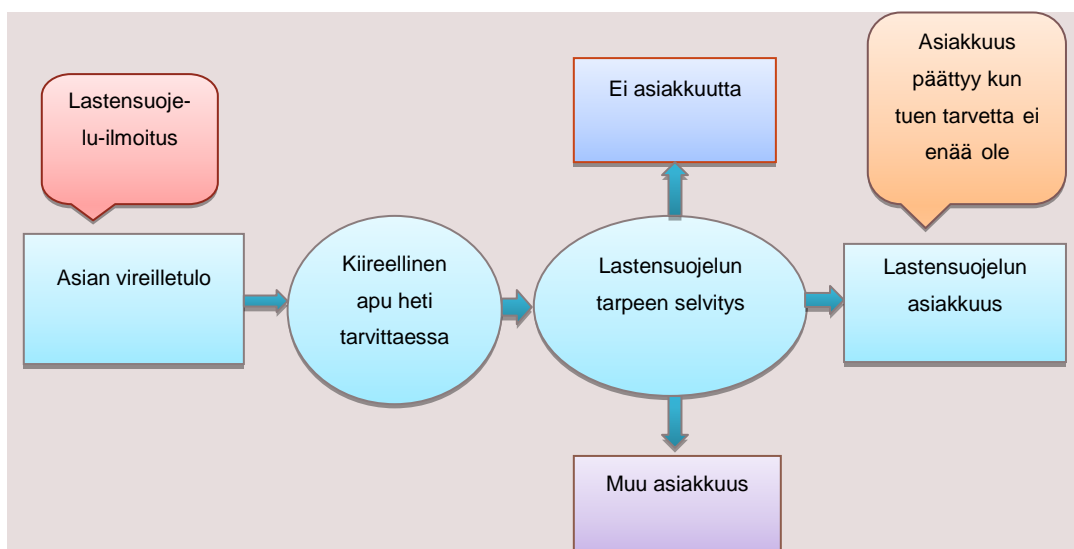 Lastensuoje-
lu-ilmoitus
Asian vireilletulo
Kiireellinen
apu heti
tarvittaessa
Ei asiakkuutta
Lastensuojelun
tarpeen selvitys
Muu asiakkuus
Asiakkuus
päättyy kun
tuen tarvetta ei
enää ole
Lastensuojelun
asiakkuus